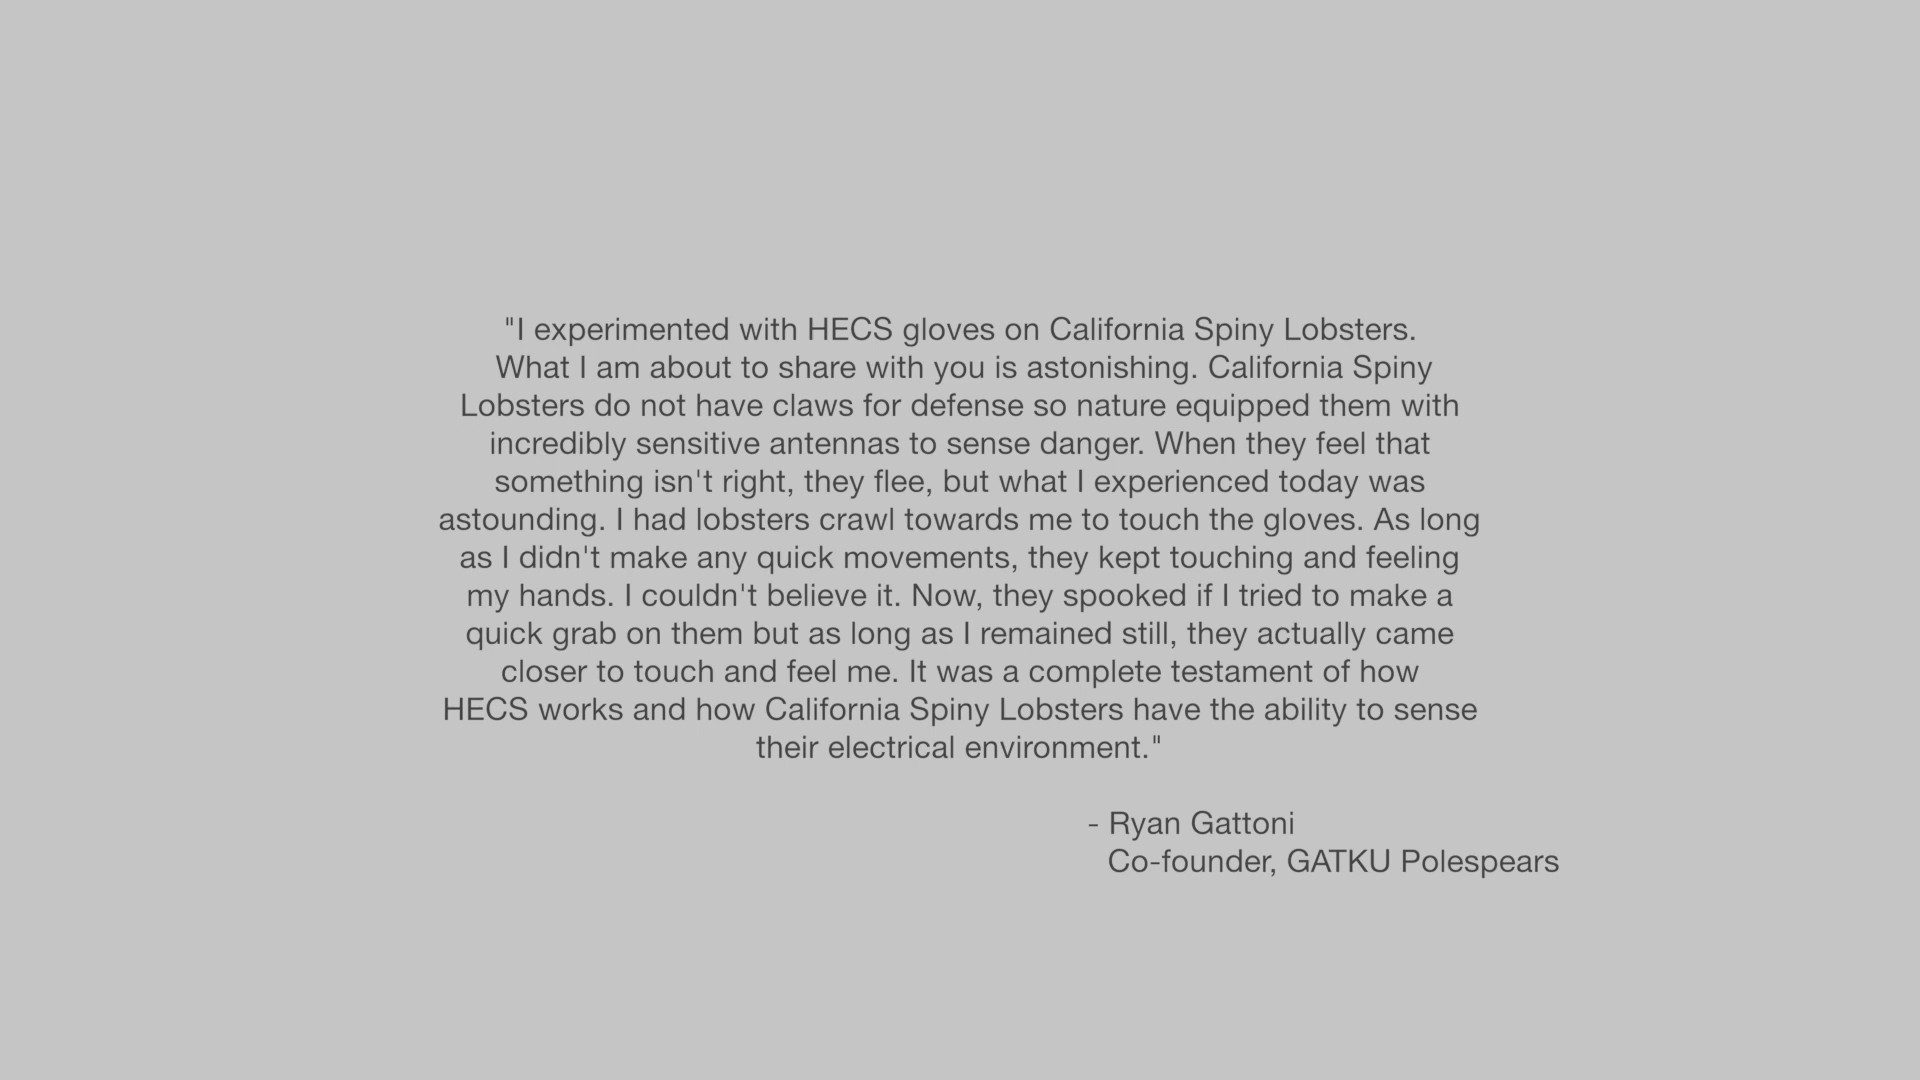 "I experimented with HECS gloves on California Spiny Lobsters.
What I am about to share with you is astonishing. California Spiny
Lobsters do not have claws for defense so nature equipped them with
incredibly sensitive antennas to sense danger. When they feel that
something isn't right, they flee, but what I experienced today was
astounding. I had lobsters crawl towards me to touch the gloves. As long
as I didn't make any quick movements, they kept touching and feeling
my hands. I couldn't believe it. Now, they spooked if I tried to make a
quick grab on them but as long as I remained still, they actually came
closer to touch and feel me. It was a complete testament of how
HECS works and how California Spiny Lobsters have the ability to sense
their electrical environment."
- Ryan Gattoni
Co-founder, GATKU Polespears